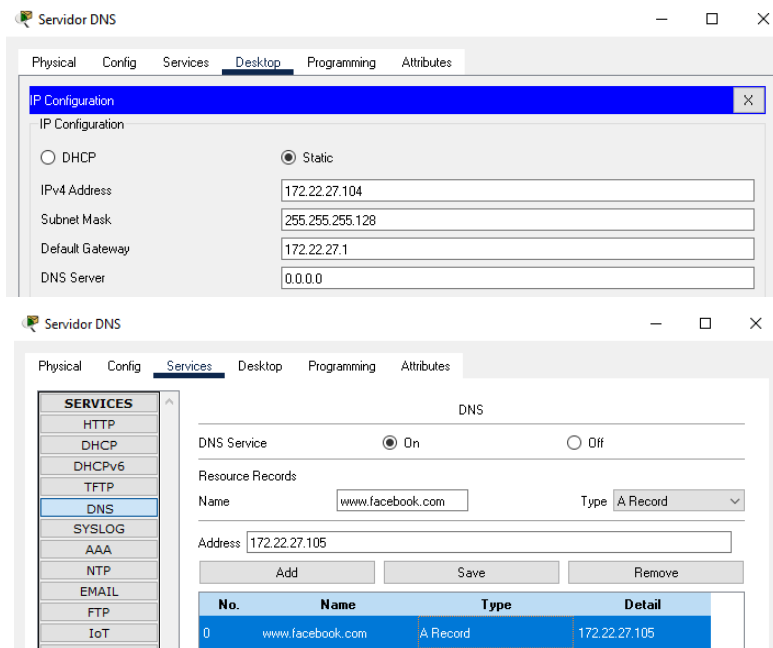 Servidor DNS
Physical Config Services Desktop Programming Attributes
IP Configuration X
IP Configuration
DHCP Static
IPv4 Address 172.22.27.104
Subnet Mask 255.255.255.128
Default Gateway 172.22.27.1
DNS Server 0.0.0.0
Servidor DNS
Physical Config Services Desktop Programming Attributes
SERVICES
HTTP
DHCP
DHCPv6
TFTP
DNS
SYSLOG
AAA
NTP
EMAIL
FTP
IoT
DNS
DNS Service On Off
Resource Records
Name www.facebook.com Type A Record
Address 172.22.27.105
Add Save Remove
No. Name Type Detail
0 www.facebook.com A Record 172.22.27.105